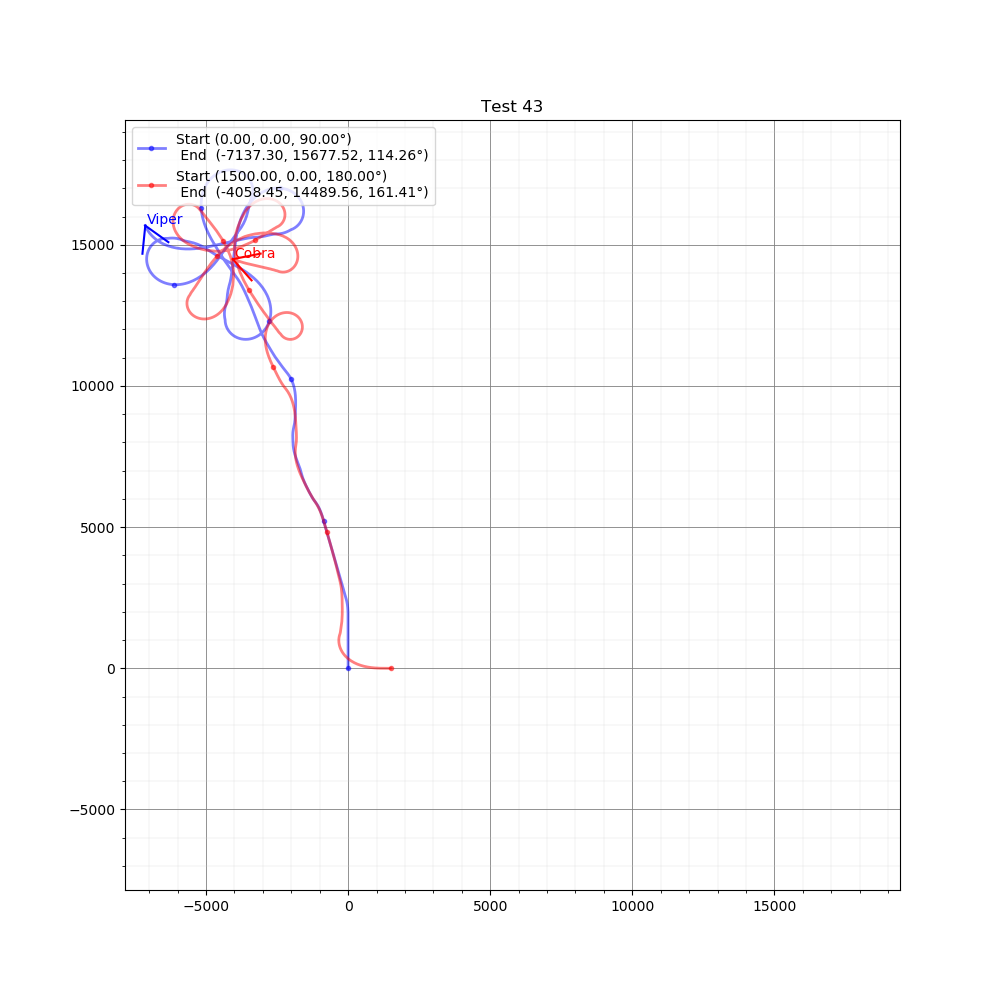 Test 43
Start (0.00, 0.00, 90.00°)
End (-7137.30, 15677.52, 114.26°)
Start (1500.00, 0.00, 180.00°)
End (-4058.45, 14489.56, 161.41°)
Viper
Cobra
15000
10000
5000
0
−5000
−5000
0
5000
10000
15000